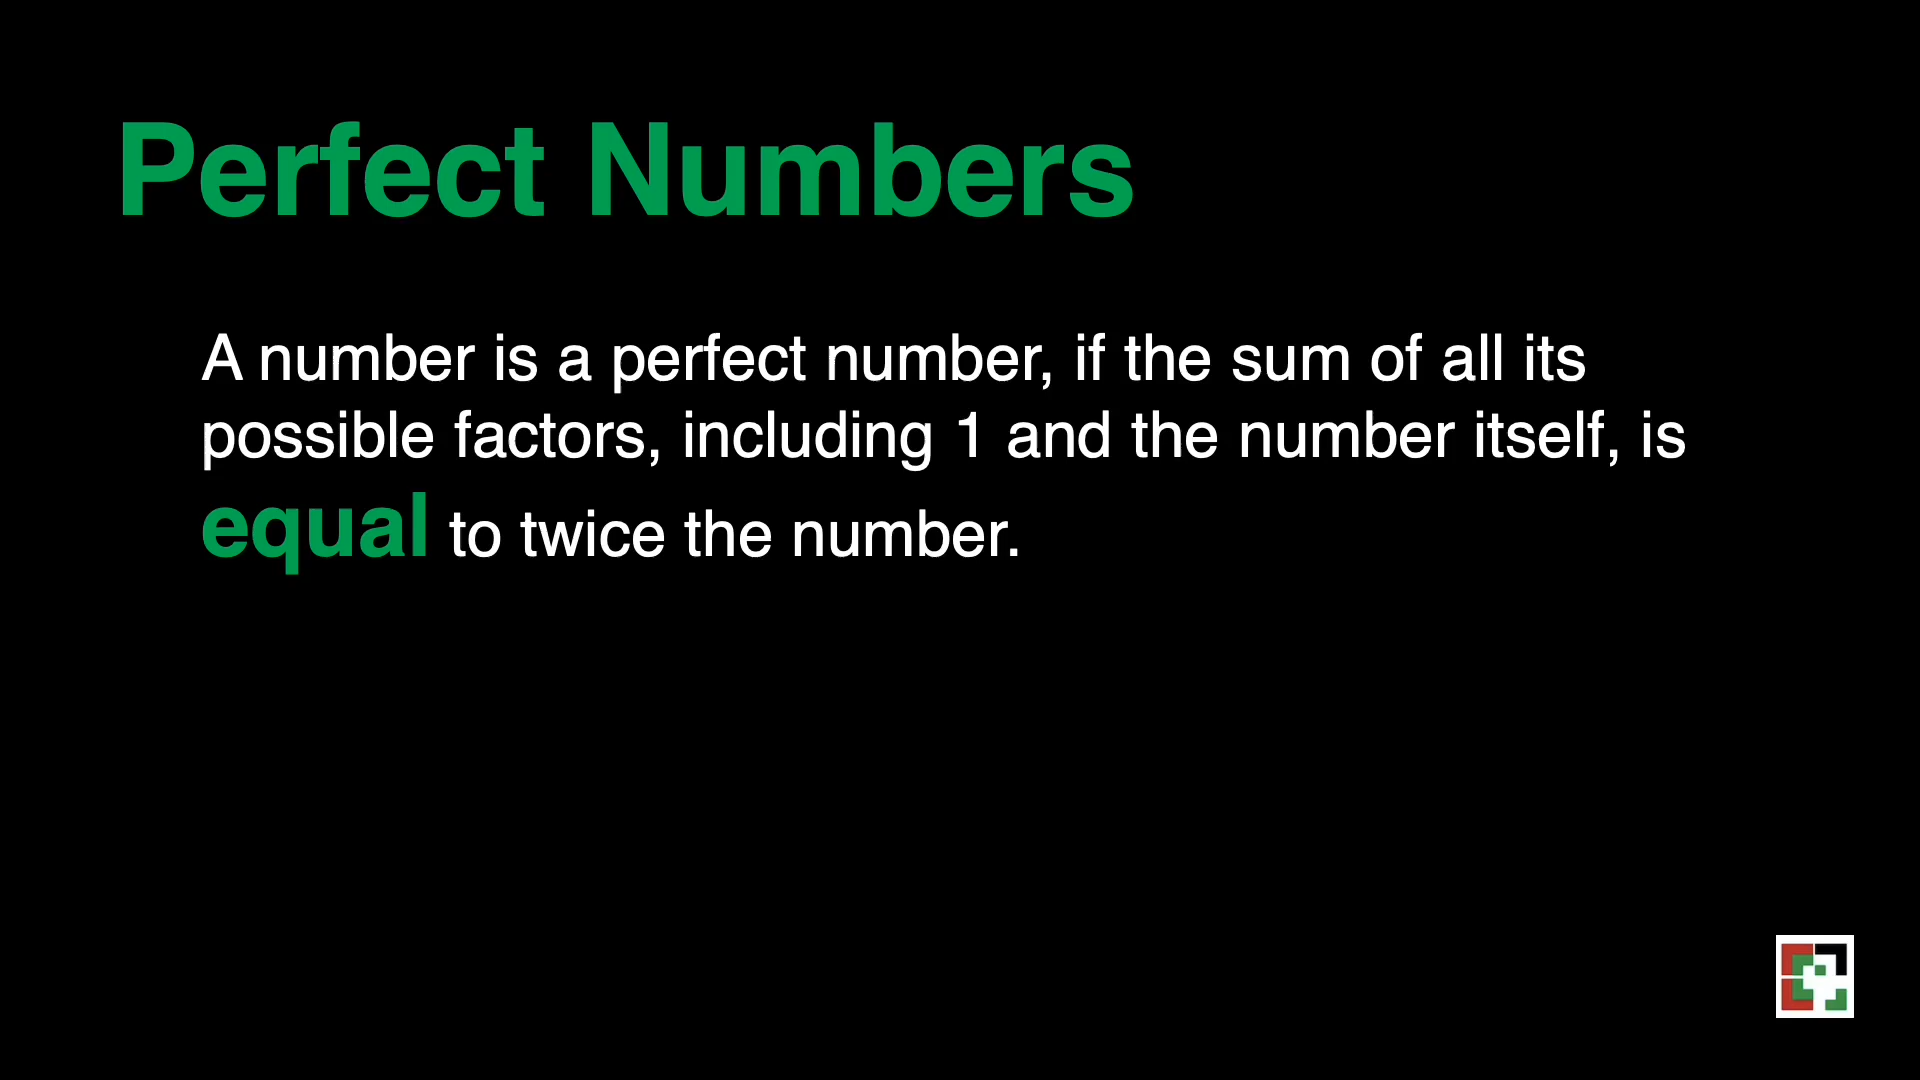 Perfect Numbers
A number is a perfect number, if the sum of all its
possible factors, including 1 and the number itself, is
equal to twice the number.